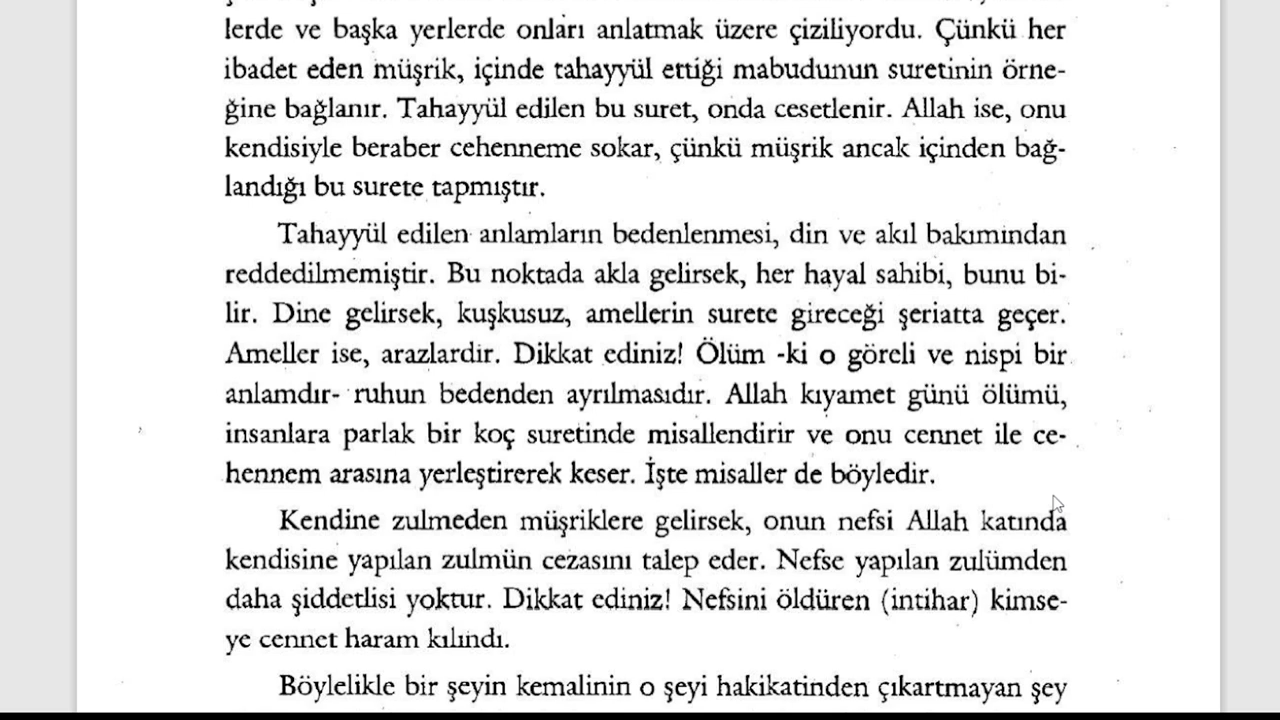 lerde ve başka yerlerde onları anlatmak üzere çiziliyordu. Çünkü her
ibadet eden müşrik, içinde tahayyül ettiği mabudunun suretinin örne-
ğine bağlanır. Tahayyül edilen bu suret, onda cesetlenir. Allah ise, onu
kendisiyle beraber cehenneme sokar, çünkü müşrik ancak içinden bağ-
landığı bu surete tapmıştır.
Tahayyül edilen anlamların bedenlenmesi, din ve akıl bakımından
reddedilmemiştir. Bu noktada akla gelirsek, her hayal sahibi, bunu bi-
lir. Dine gelirsek, kuşkusuz, amellerin surete gireceği şeriatta geçer.
Ameller ise, arazlardır. Dikkat ediniz! Ölüm -ki o göreli ve nispi bir
anlamdır- ruhun bedenden ayrılmasıdır. Allah kıyamet günü ölümü,
insanlara parlak bir koç suretinde misallendirir ve onu cennet ile ce-
hennem arasına yerleştirerek keser. İşte misaller de böyledir.
Kendine zulmeden müşriklere gelirsek, onun nefsi Allah katında
kendisine yapılan zulmün cezasını talep eder. Nefse yapılan zulümden
daha şiddetlisi yoktur. Dikkat ediniz! Nefsini öldüren (intihar) kimse-
ye cennet haram kılındı.
Böylelikle bir şeyin kemalinin o şeyi hakikatinden çıkartmayan şey